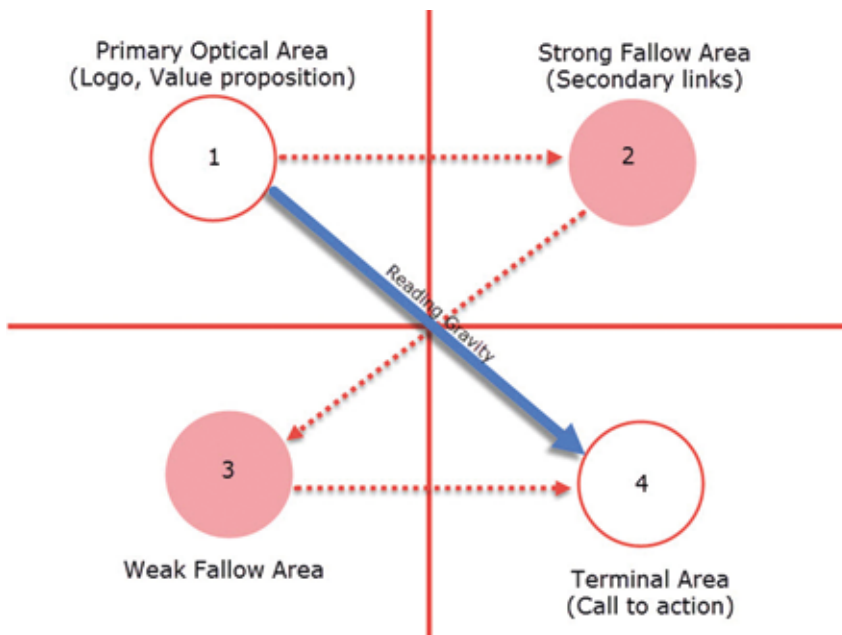 Primary Optical Area
(Logo, Value proposition)
1
Strong Fallow Area
(Secondary links)
2
Reading Gravity
3
Weak Fallow Area
4
Terminal Area
(Call to action)